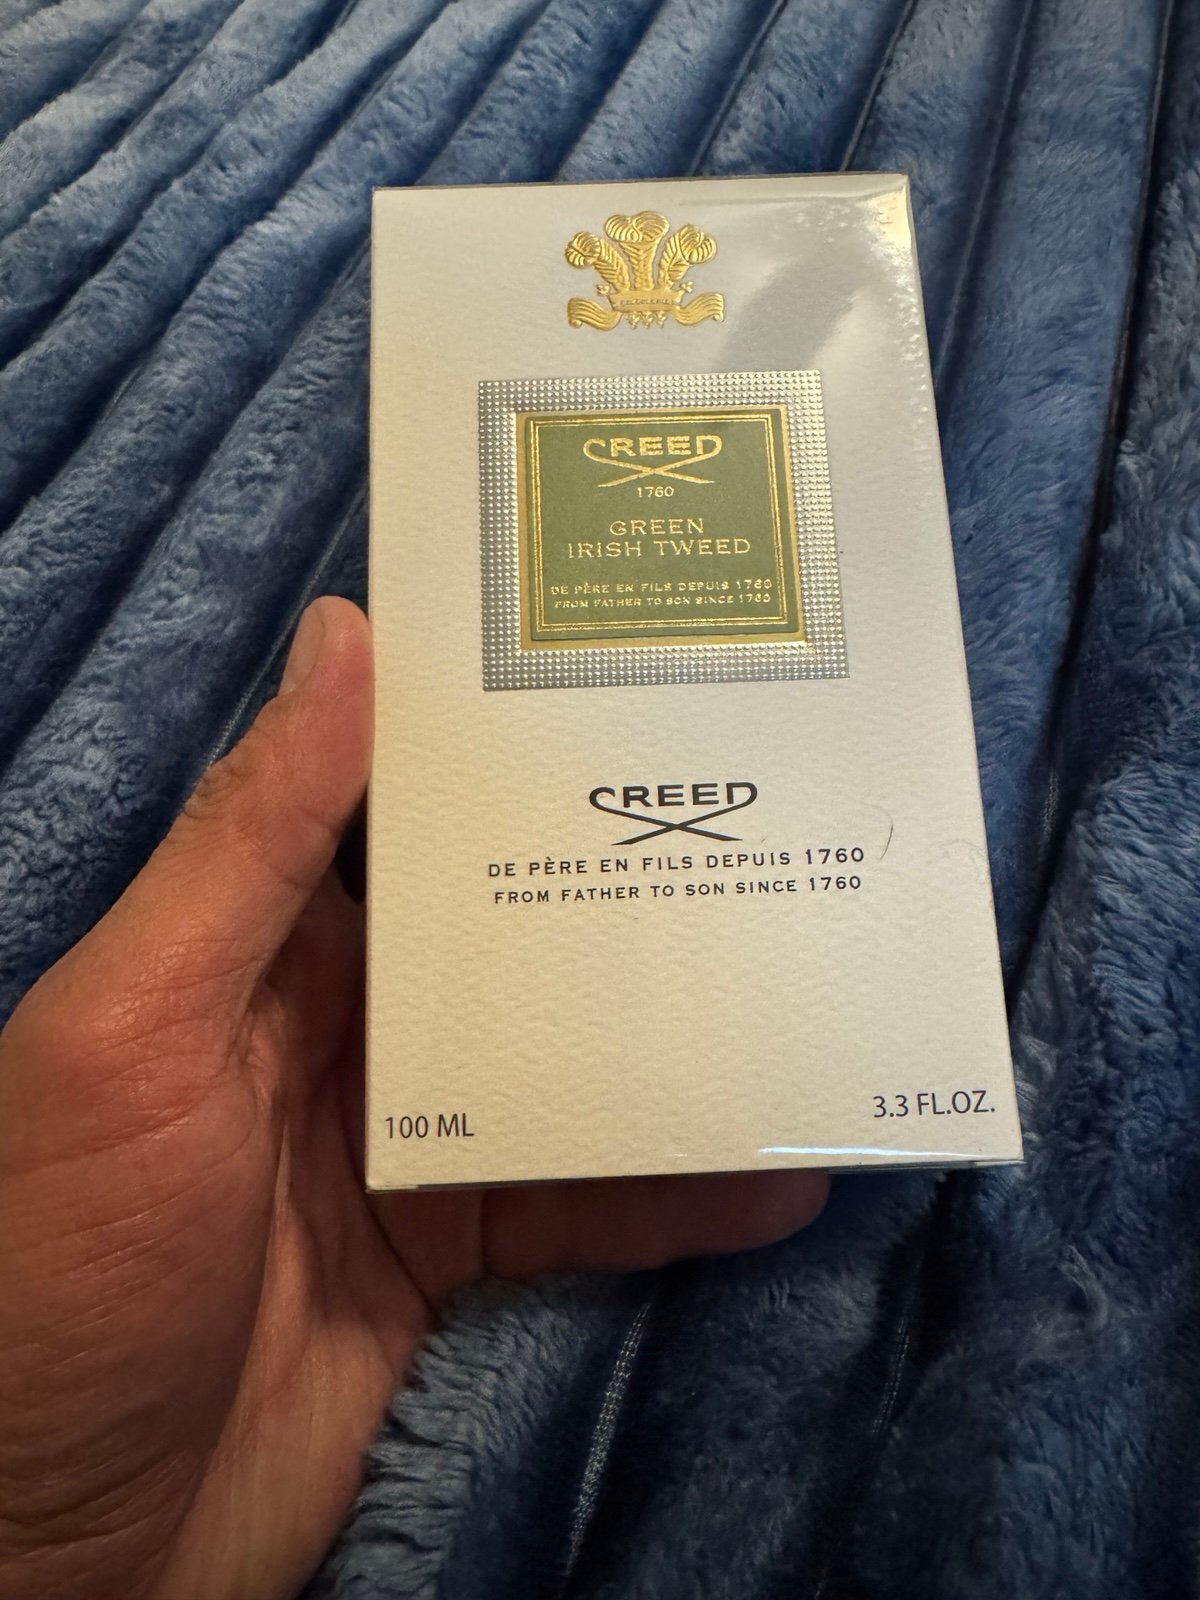 CREED
1760
GREEN
IRISH TWEED
DE PÈRE EN FILS DEPUIS 1760
FROM FATHER TO SON SINCE 1760
CREED
DE PÈRE EN FILS DEPUIS 1760
FROM FATHER TO SON SINCE 1760
100 ML
3.3 FL.OZ.